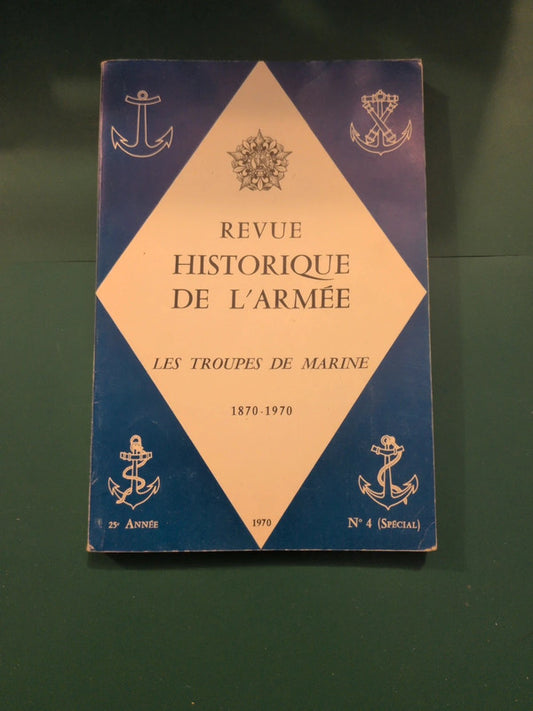 REVUE
HISTORIQUE
DE L'ARMÉE
LES TROUPES DE MARINE
1870-1970
25e ANNÉE
1970
N° 4 (SPÉCIAL)